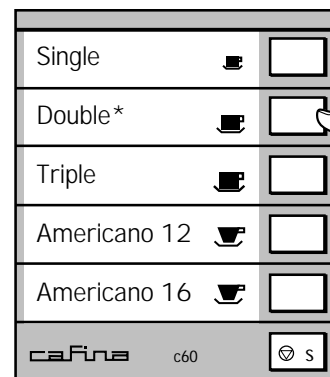 Single
Double*
Triple
Americano 12
Americano 16
cafina c60 S